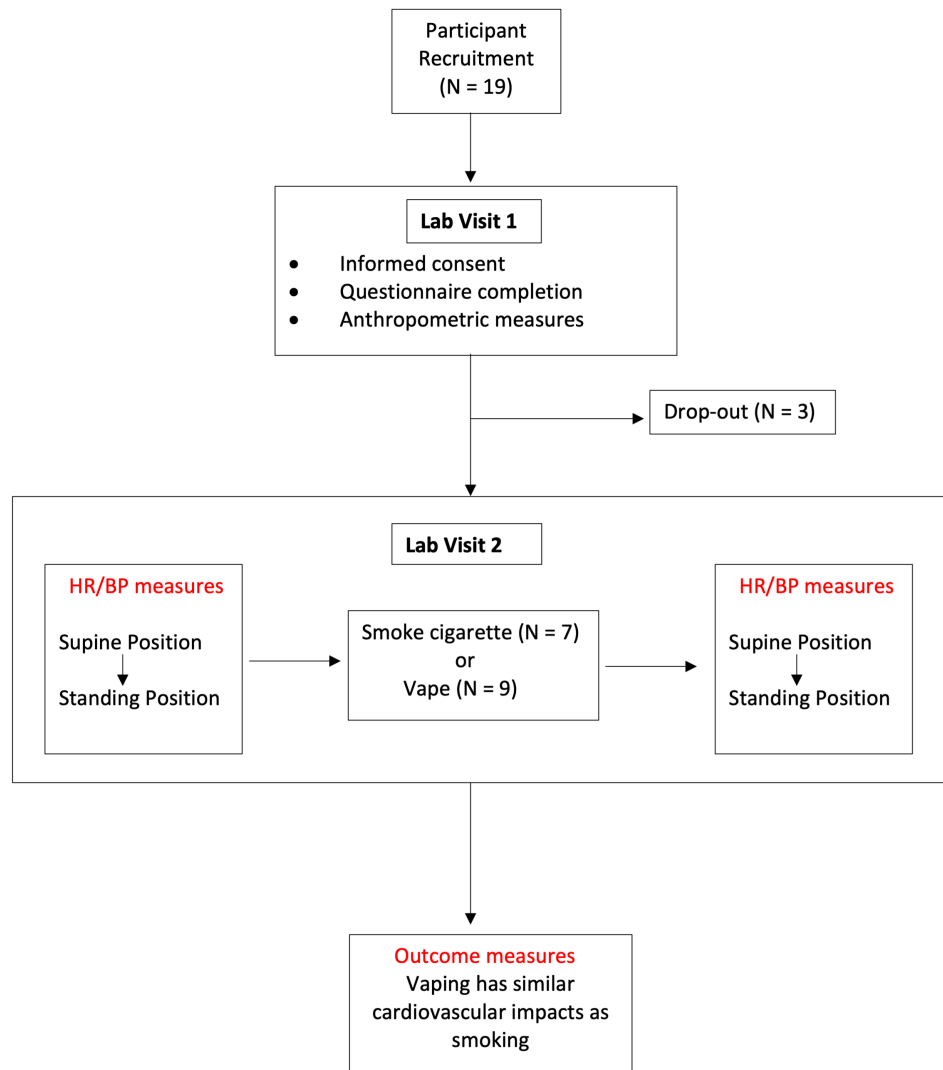 Participant
Recruitment
(N = 19)
Lab Visit 1
● Informed consent
● Questionnaire completion
● Anthropometric measures
Drop-out (N = 3)
Lab Visit 2
HR/BP measures
Supine Position
Standing Position
Smoke cigarette (N = 7)
or
Vape (N = 9)
HR/BP measures
Supine Position
Standing Position
Outcome measures
Vaping has similar
cardiovascular impacts as
smoking